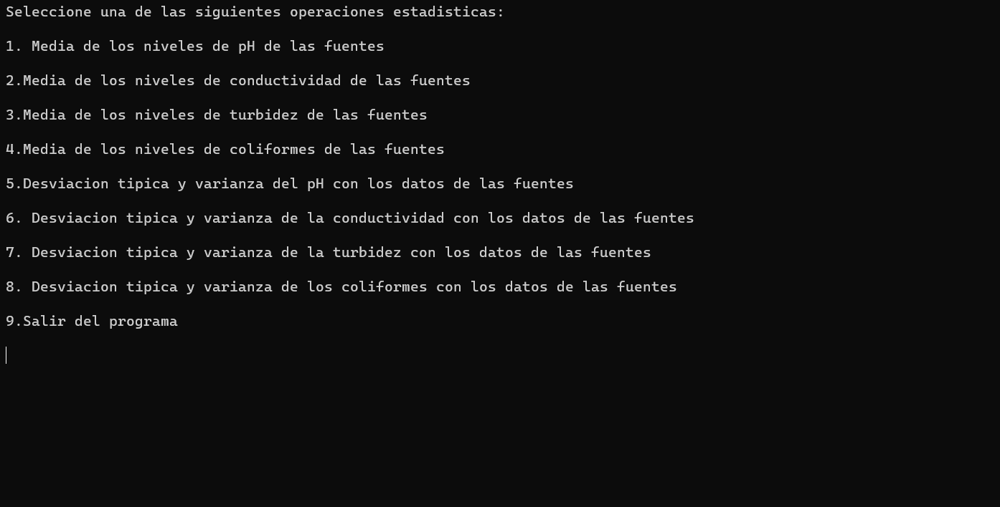 Seleccione una de las siguientes operaciones estadisticas:
1. Media de los niveles de pH de las fuentes
2.Media de los niveles de conductividad de las fuentes
3.Media de los niveles de turbidez de las fuentes
4.Media de los niveles de coliformes de las fuentes
5.Desviacion tipica y varianza del pH con los datos de las fuentes
6. Desviacion tipica y varianza de la conductividad con los datos de las fuentes
7. Desviacion tipica y varianza de la turbidez con los datos de las fuentes
8. Desviacion tipica y varianza de los coliformes con los datos de las fuentes
9.Salir del programa